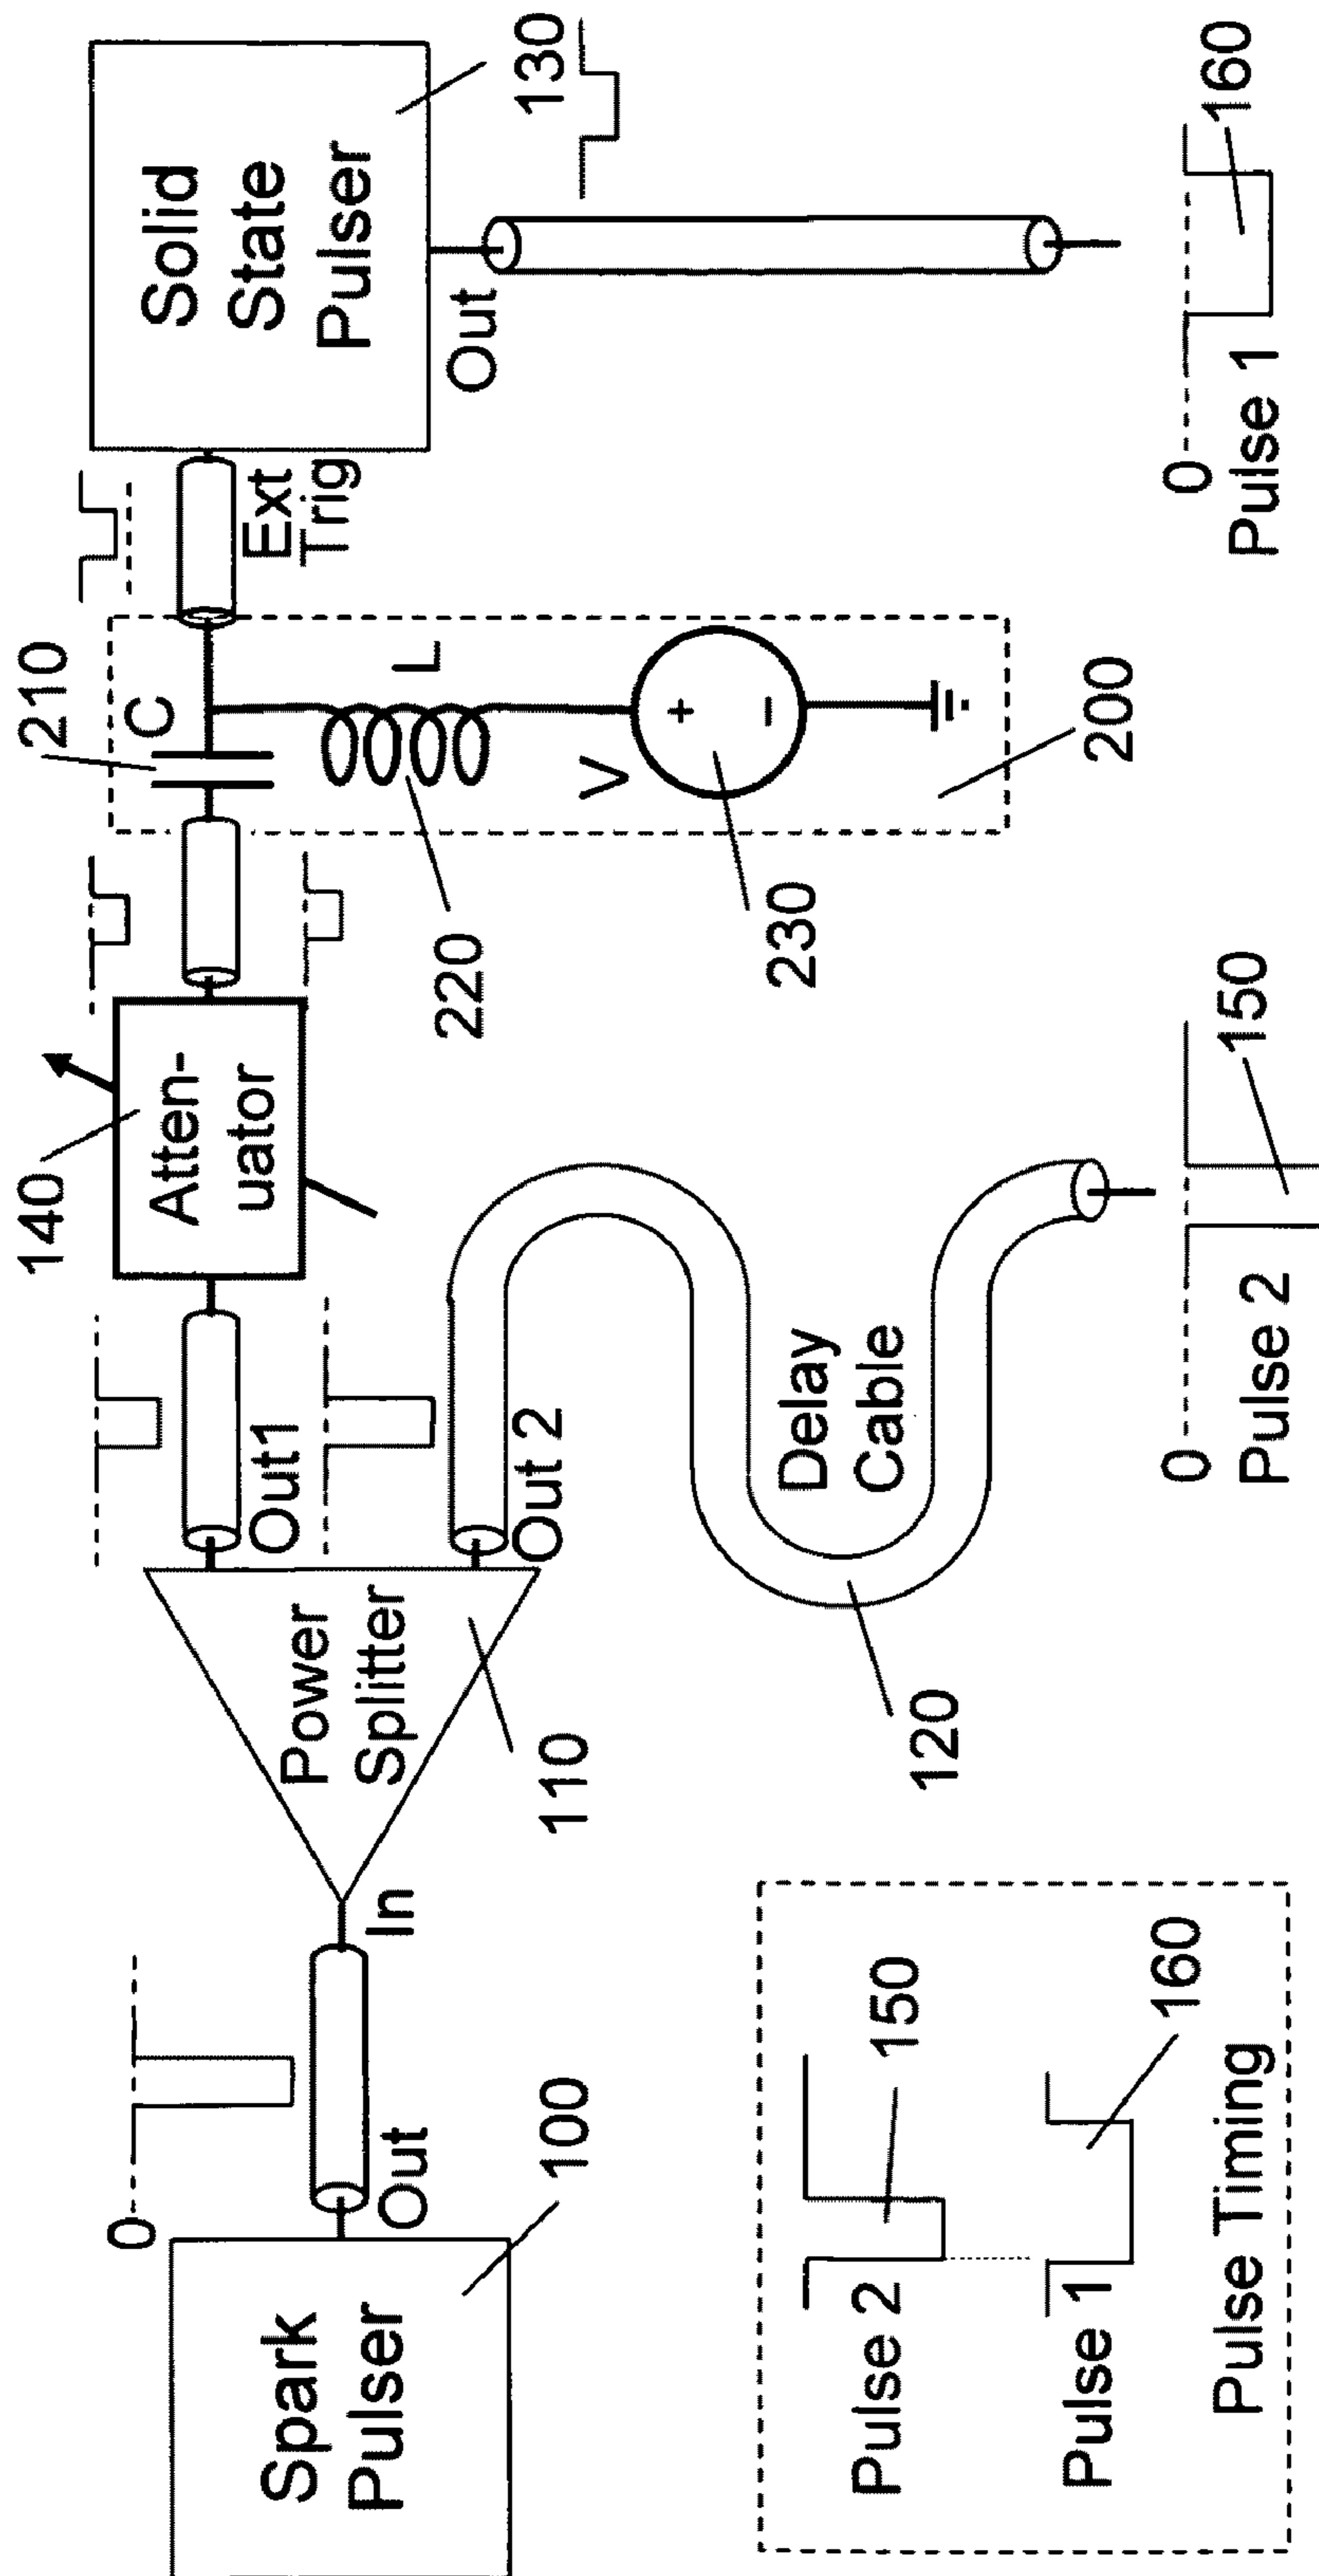 Spark
Pulser
100
0
Out
In
Power
Splitter
110
Out1
Out 2
140
Atten-
uator
Delay
Cable
120
210
C
L
220
V
+
−
230
200
Ext
Trig
Solid
State
Pulser
130
Out
Pulse 2
150
Pulse 1
160
Pulse Timing
0
Pulse 2
150
0
Pulse 1
160